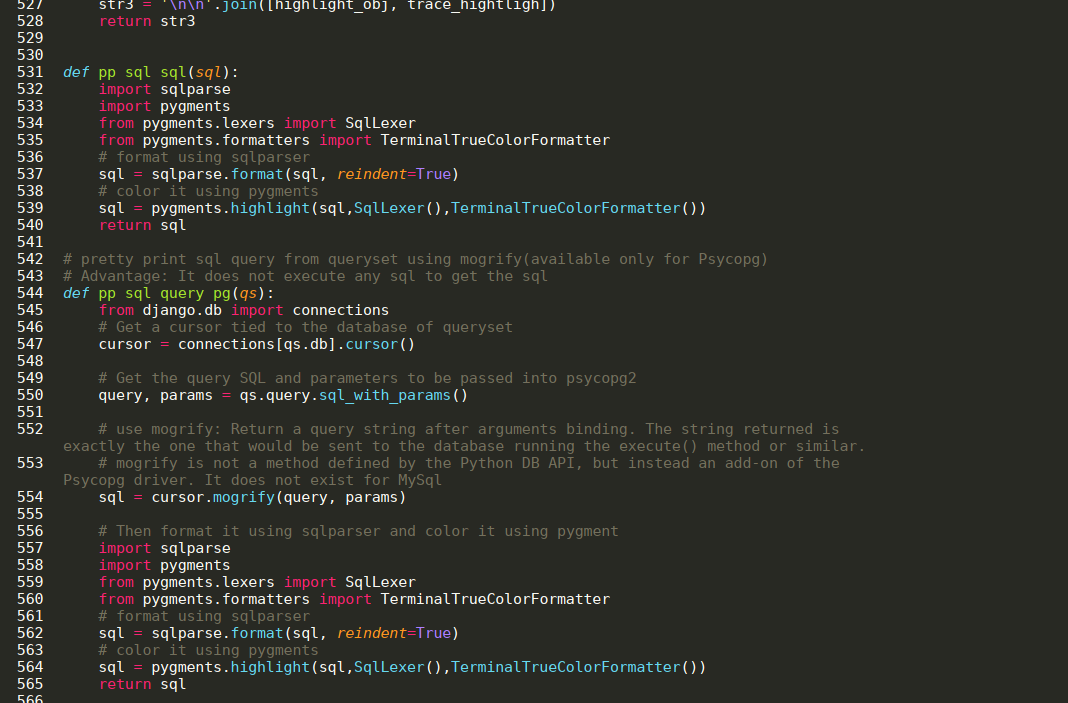 527 str3 = '\n\n'.join([highlight_obj, trace_hightligh])
528 return str3
529
530
531 def pp sql sql(sql):
532 import sqlparse
533 import pygments
534 from pygments.lexers import SqlLexer
535 from pygments.formatters import TerminalTrueColorFormatter
536 # format using sqlparser
537 sql = sqlparse.format(sql, reindent=True)
538 # color it using pygments
539 sql = pygments.highlight(sql,SqlLexer(),TerminalTrueColorFormatter())
540 return sql
541
542 # pretty print sql query from queryset using mogrify(available only for Psycopg)
543 # Advantage: It does not execute any sql to get the sql
544 def pp sql query pg(qs):
545 from django.db import connections
546 # Get a cursor tied to the database of queryset
547 cursor = connections[qs.db].cursor()
548
549 # Get the query SQL and parameters to be passed into psycopg2
550 query, params = qs.query.sql_with_params()
551
552 # use mogrify: Return a query string after arguments binding. The string returned is
exactly the one that would be sent to the database running the execute() method or similar.
553 # mogrify is not a method defined by the Python DB API, but instead an add-on of the
Psycopg driver. It does not exist for MySql
554 sql = cursor.mogrify(query, params)
555
556 # Then format it using sqlparser and color it using pygment
557 import sqlparse
558 import pygments
559 from pygments.lexers import SqlLexer
560 from pygments.formatters import TerminalTrueColorFormatter
561 # format using sqlparser
562 sql = sqlparse.format(sql, reindent=True)
563 # color it using pygments
564 sql = pygments.highlight(sql,SqlLexer(),TerminalTrueColorFormatter())
565 return sql
566